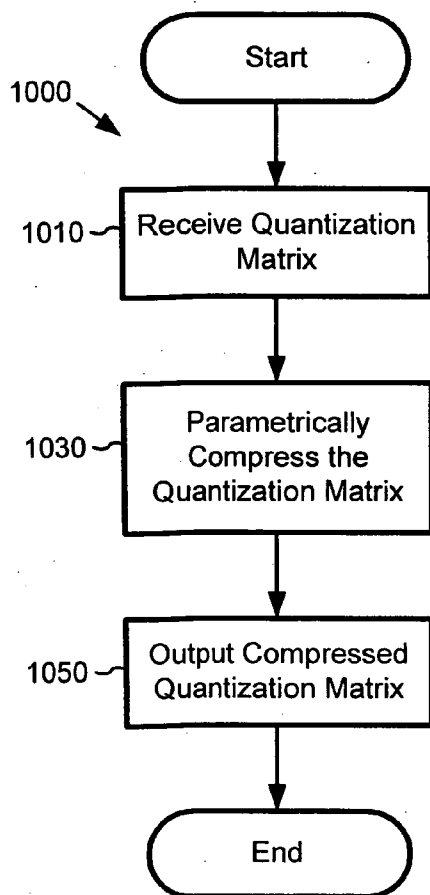 Start
1000
1010
Receive Quantization
Matrix
1030
Parametrically
Compress the
Quantization Matrix
1050
Output Compressed
Quantization Matrix
End